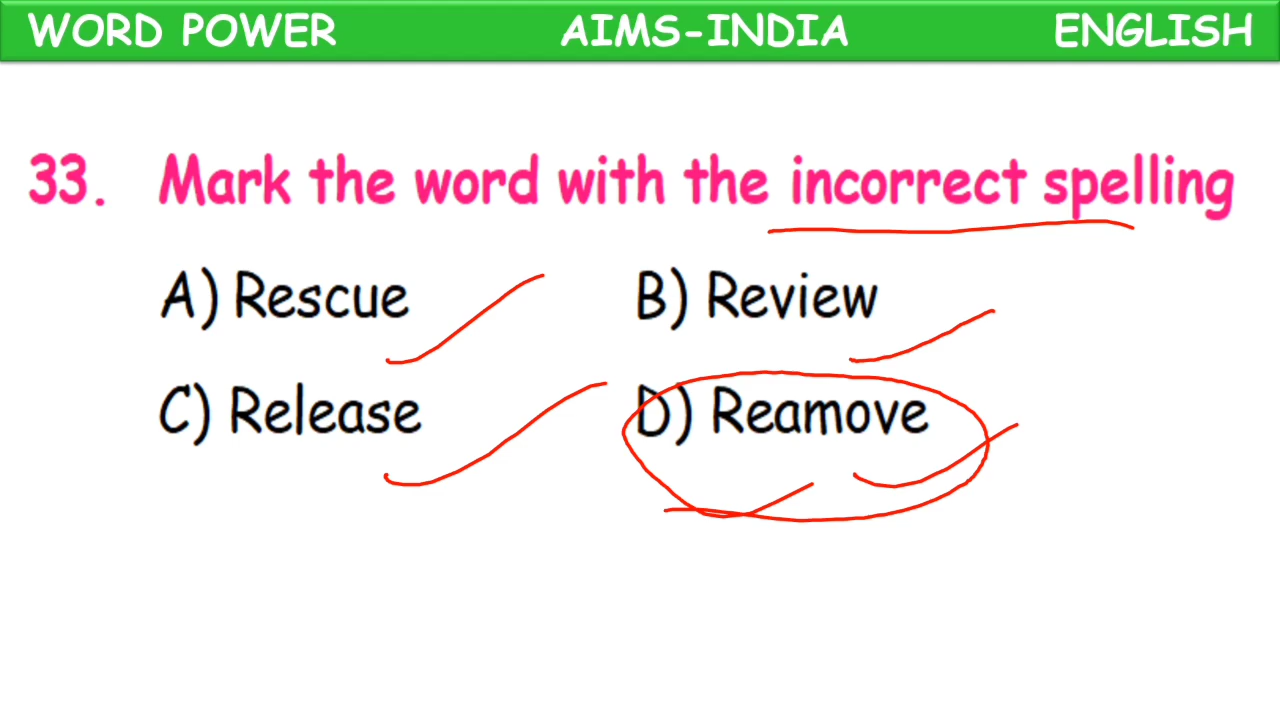 WORD POWER AIMS-INDIA ENGLISH
33. Mark the word with the incorrect spelling
A) Rescue B) Review
C) Release D) Reamove